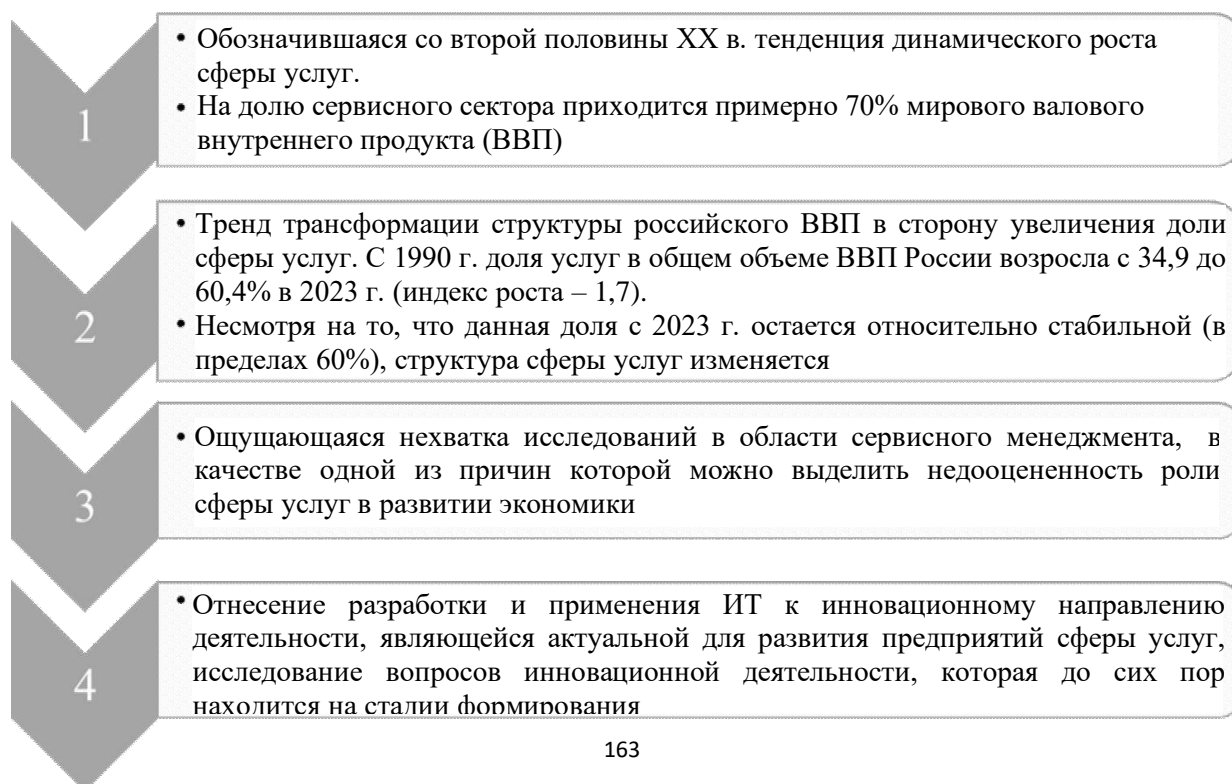 1
• Обозначившаяся со второй половины XX в. тенденция динамического роста
сферы услуг.
• На долю сервисного сектора приходится примерно 70% мирового валового
внутреннего продукта (ВВП)
2
• Тренд трансформации структуры российского ВВП в сторону увеличения доли
сферы услуг. С 1990 г. доля услуг в общем объеме ВВП России возросла с 34,9 до
60,4% в 2023 г. (индекс роста – 1,7).
• Несмотря на то, что данная доля с 2023 г. остается относительно стабильной (в
пределах 60%), структура сферы услуг изменяется
3
• Ощущающаяся нехватка исследований в области сервисного менеджмента, в
качестве одной из причин которой можно выделить недооцененность роли
сферы услуг в развитии экономики
4
• Отнесение разработки и применения ИТ к инновационному направлению
деятельности, являющейся актуальной для развития предприятий сферы услуг,
исследование вопросов инновационной деятельности, которая до сих пор
находится на стадии формирования
163